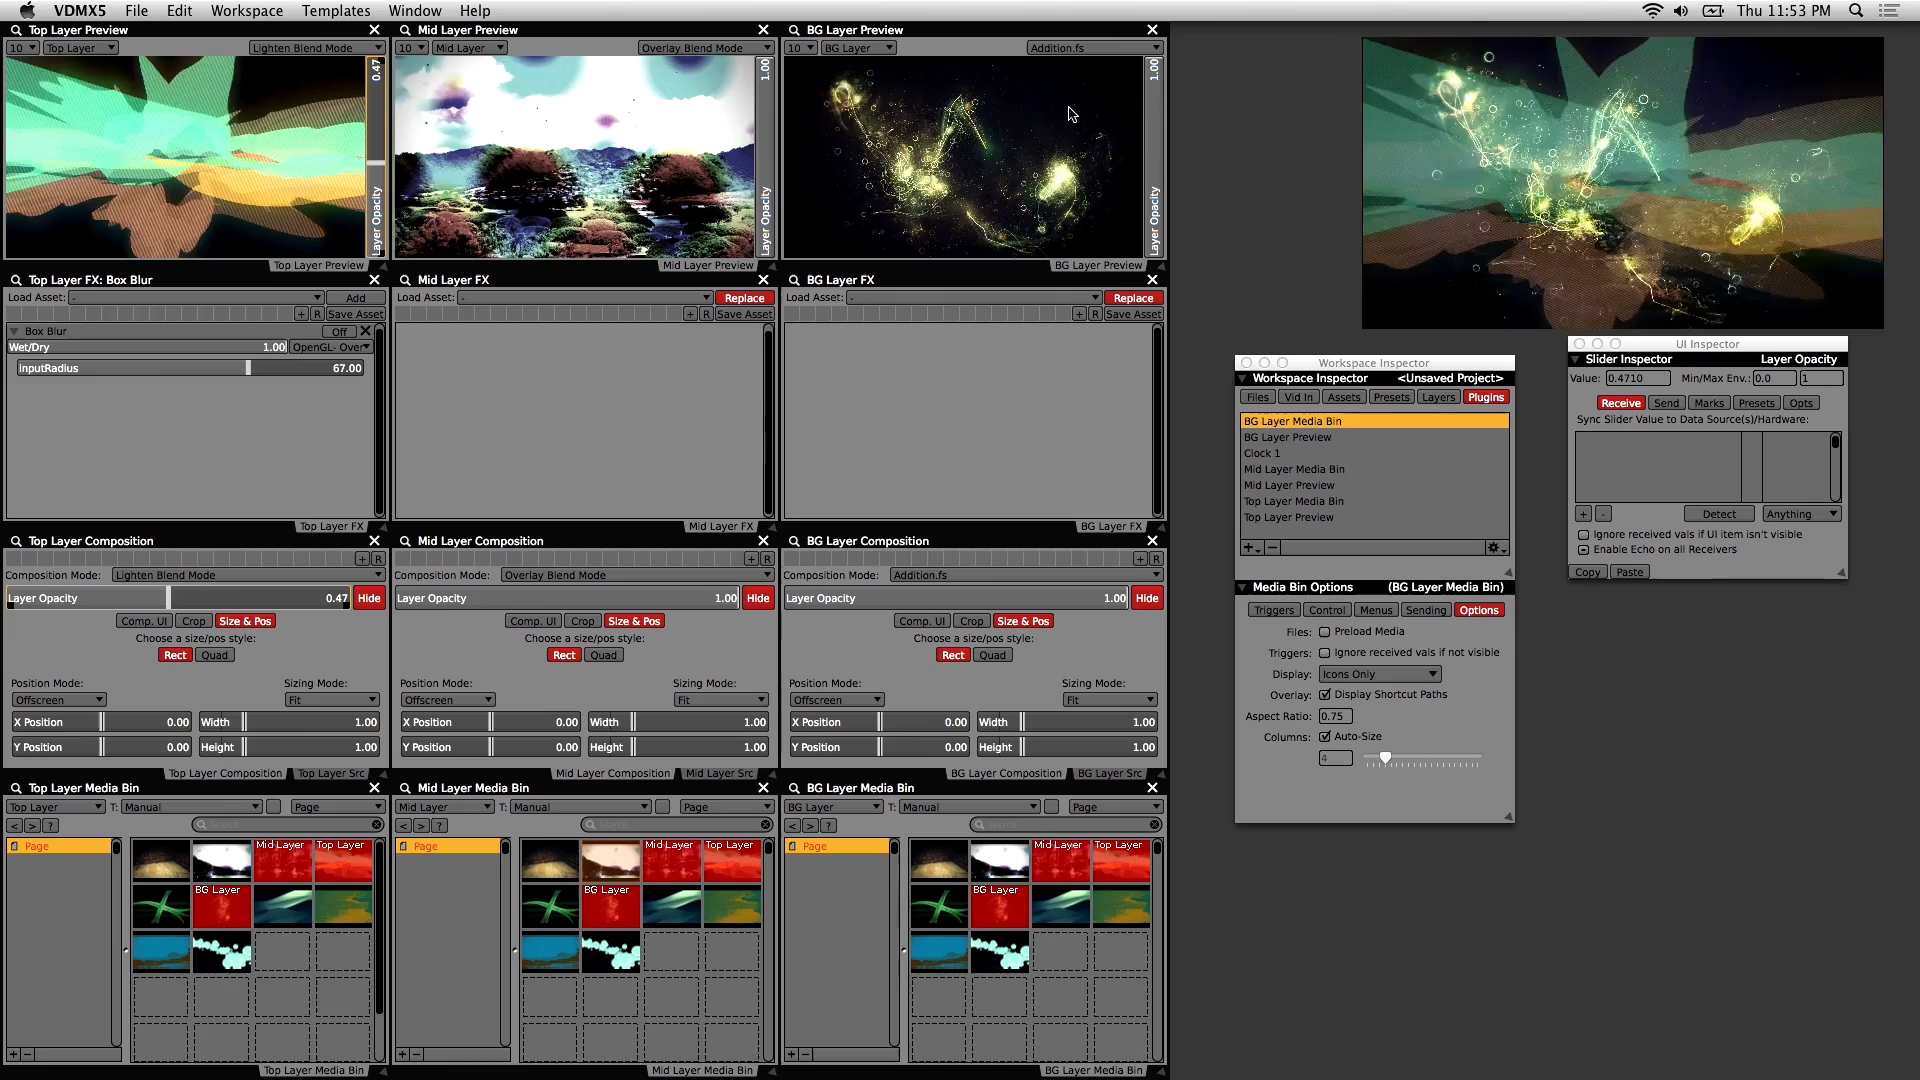 VDMX5 File Edit Workspace Templates Window Help Thu 11:53 PM
Top Layer Preview
10 Top Layer Lighten Blend Mode
0.47
Layer Opacity
Top Layer Preview
Mid Layer Preview
10 Mid Layer Overlay Blend Mode
1.00
Layer Opacity
Mid Layer Preview
BG Layer Preview
10 BG Layer Addition.fs
1.00
Layer Opacity
BG Layer Preview
Top Layer FX: Box Blur
Load Asset: - Add
+ R Save Asset
Box Blur Off
Wet/Dry 1.00 OpenGL- Over
inputRadius 67.00
Top Layer FX
Mid Layer FX
Load Asset: - Replace
+ R Save Asset
Mid Layer FX
BG Layer FX
Load Asset: - Replace
+ R Save Asset
BG Layer FX
Top Layer Composition
+ R
Composition Mode: Lighten Blend Mode
Layer Opacity 0.47 Hide
Comp. UI Crop Size & Pos
Choose a size/pos style:
Rect Quad
Position Mode: Sizing Mode:
Offscreen Fit
X Position 0.00 Width 1.00
Y Position 0.00 Height 1.00
Top Layer Composition Top Layer Src
Mid Layer Composition
+ R
Composition Mode: Overlay Blend Mode
Layer Opacity 1.00 Hide
Comp. UI Crop Size & Pos
Choose a size/pos style:
Rect Quad
Position Mode: Sizing Mode:
Offscreen Fit
X Position 0.00 Width 1.00
Y Position 0.00 Height 1.00
Mid Layer Composition Mid Layer Src
BG Layer Composition
+ R
Composition Mode: Addition.fs
Layer Opacity 1.00 Hide
Comp. UI Crop Size & Pos
Choose a size/pos style:
Rect Quad
Position Mode: Sizing Mode:
Offscreen Fit
X Position 0.00 Width 1.00
Y Position 0.00 Height 1.00
BG Layer Composition BG Layer Src
Top Layer Media Bin
Top Layer T: Manual Page
< > ? Search
Page
Mid Layer Top Layer
BG Layer
+ -
Top Layer Media Bin
Mid Layer Media Bin
Mid Layer T: Manual Page
< > ? Search
Page
Mid Layer Top Layer
BG Layer
+ -
Mid Layer Media Bin
BG Layer Media Bin
BG Layer T: Manual Page
< > ? Search
Page
Mid Layer Top Layer
BG Layer
+ -
BG Layer Media Bin
Workspace Inspector
Workspace Inspector <Unsaved Project>
Files Vid In Assets Presets Layers Plugins
BG Layer Media Bin
BG Layer Preview
Clock 1
Mid Layer Media Bin
Mid Layer Preview
Top Layer Media Bin
Top Layer Preview
Media Bin Options (BG Layer Media Bin)
Triggers Control Menus Sending Options
Files: Preload Media
Triggers: Ignore received vals if not visible
Display: Icons Only
Overlay: Display Shortcut Paths
Aspect Ratio: 0.75
Columns: Auto-Size
4
UI Inspector
Slider Inspector Layer Opacity
Value: 0.4710 Min/Max Env.: 0.0 1
Receive Send Marks Presets Opts
Sync Slider Value to Data Source(s)/Hardware:
+ - Detect Anything
Ignore received vals if UI item isn't visible
Enable Echo on all Receivers
Copy Paste